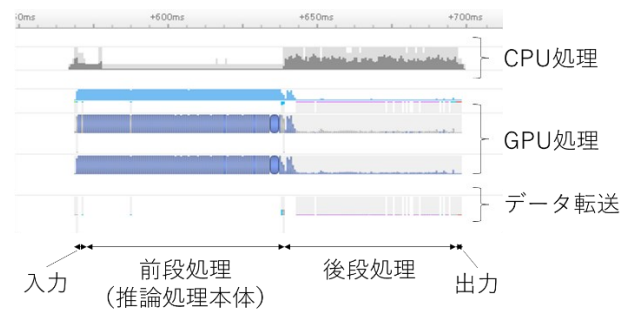 0ms
+600ms
+650ms
+700ms
CPU処理
GPU処理
データ転送
入力
前段処理
（推論処理本体）
後段処理
出力